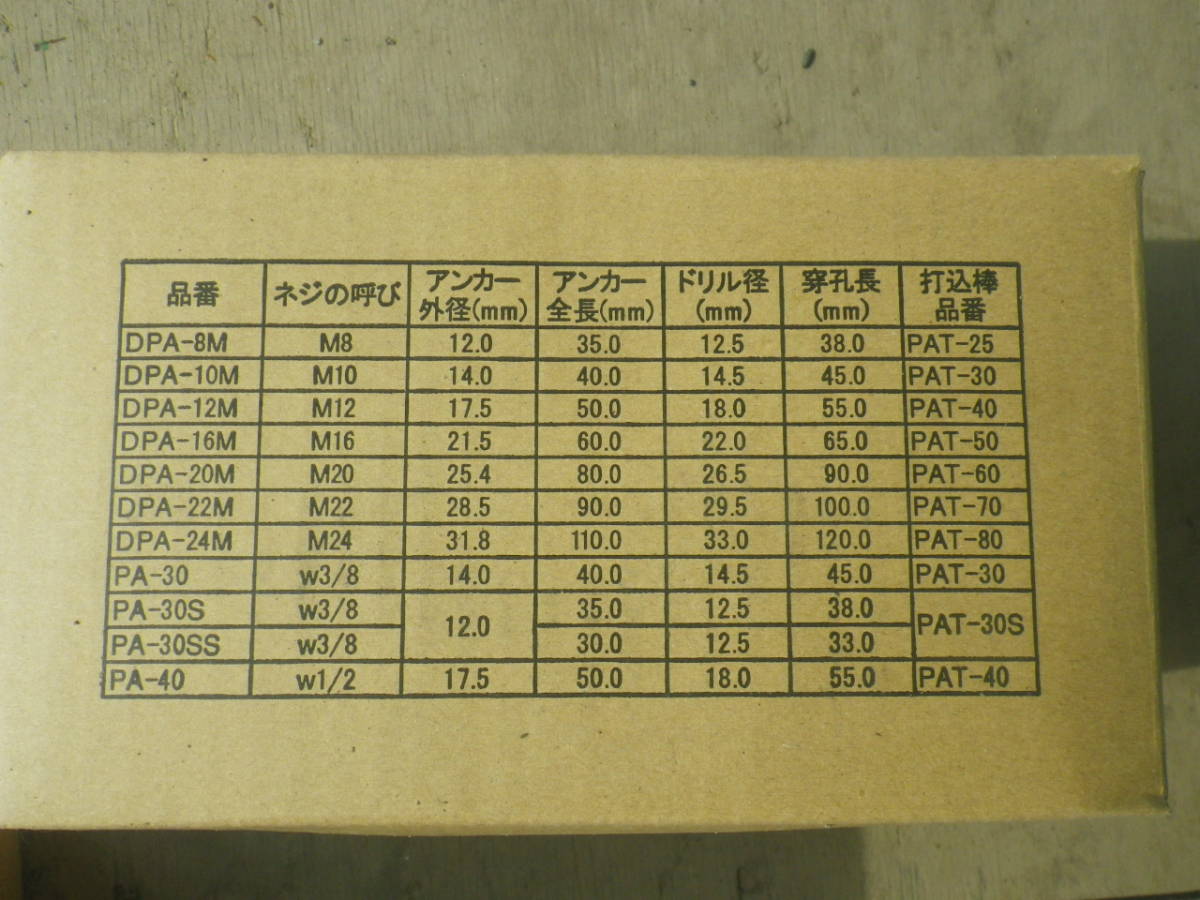 品番 ネジの呼び アンカー外径(mm) アンカー全長(mm) ドリル径(mm) 穿孔長(mm) 打込棒品番
DPA-8M M8 12.0 35.0 12.5 38.0 PAT-25
DPA-10M M10 14.0 40.0 14.5 45.0 PAT-30
DPA-12M M12 17.5 50.0 18.0 55.0 PAT-40
DPA-16M M16 21.5 60.0 22.0 65.0 PAT-50
DPA-20M M20 25.4 80.0 26.5 90.0 PAT-60
DPA-22M M22 28.5 90.0 29.5 100.0 PAT-70
DPA-24M M24 31.8 110.0 33.0 120.0 PAT-80
PA-30 w3/8 14.0 40.0 14.5 45.0 PAT-30
PA-30S w3/8 12.0 35.0 12.5 38.0 PAT-30S
PA-30SS w3/8 30.0 12.5 33.0
PA-40 w1/2 17.5 50.0 18.0 55.0 PAT-40